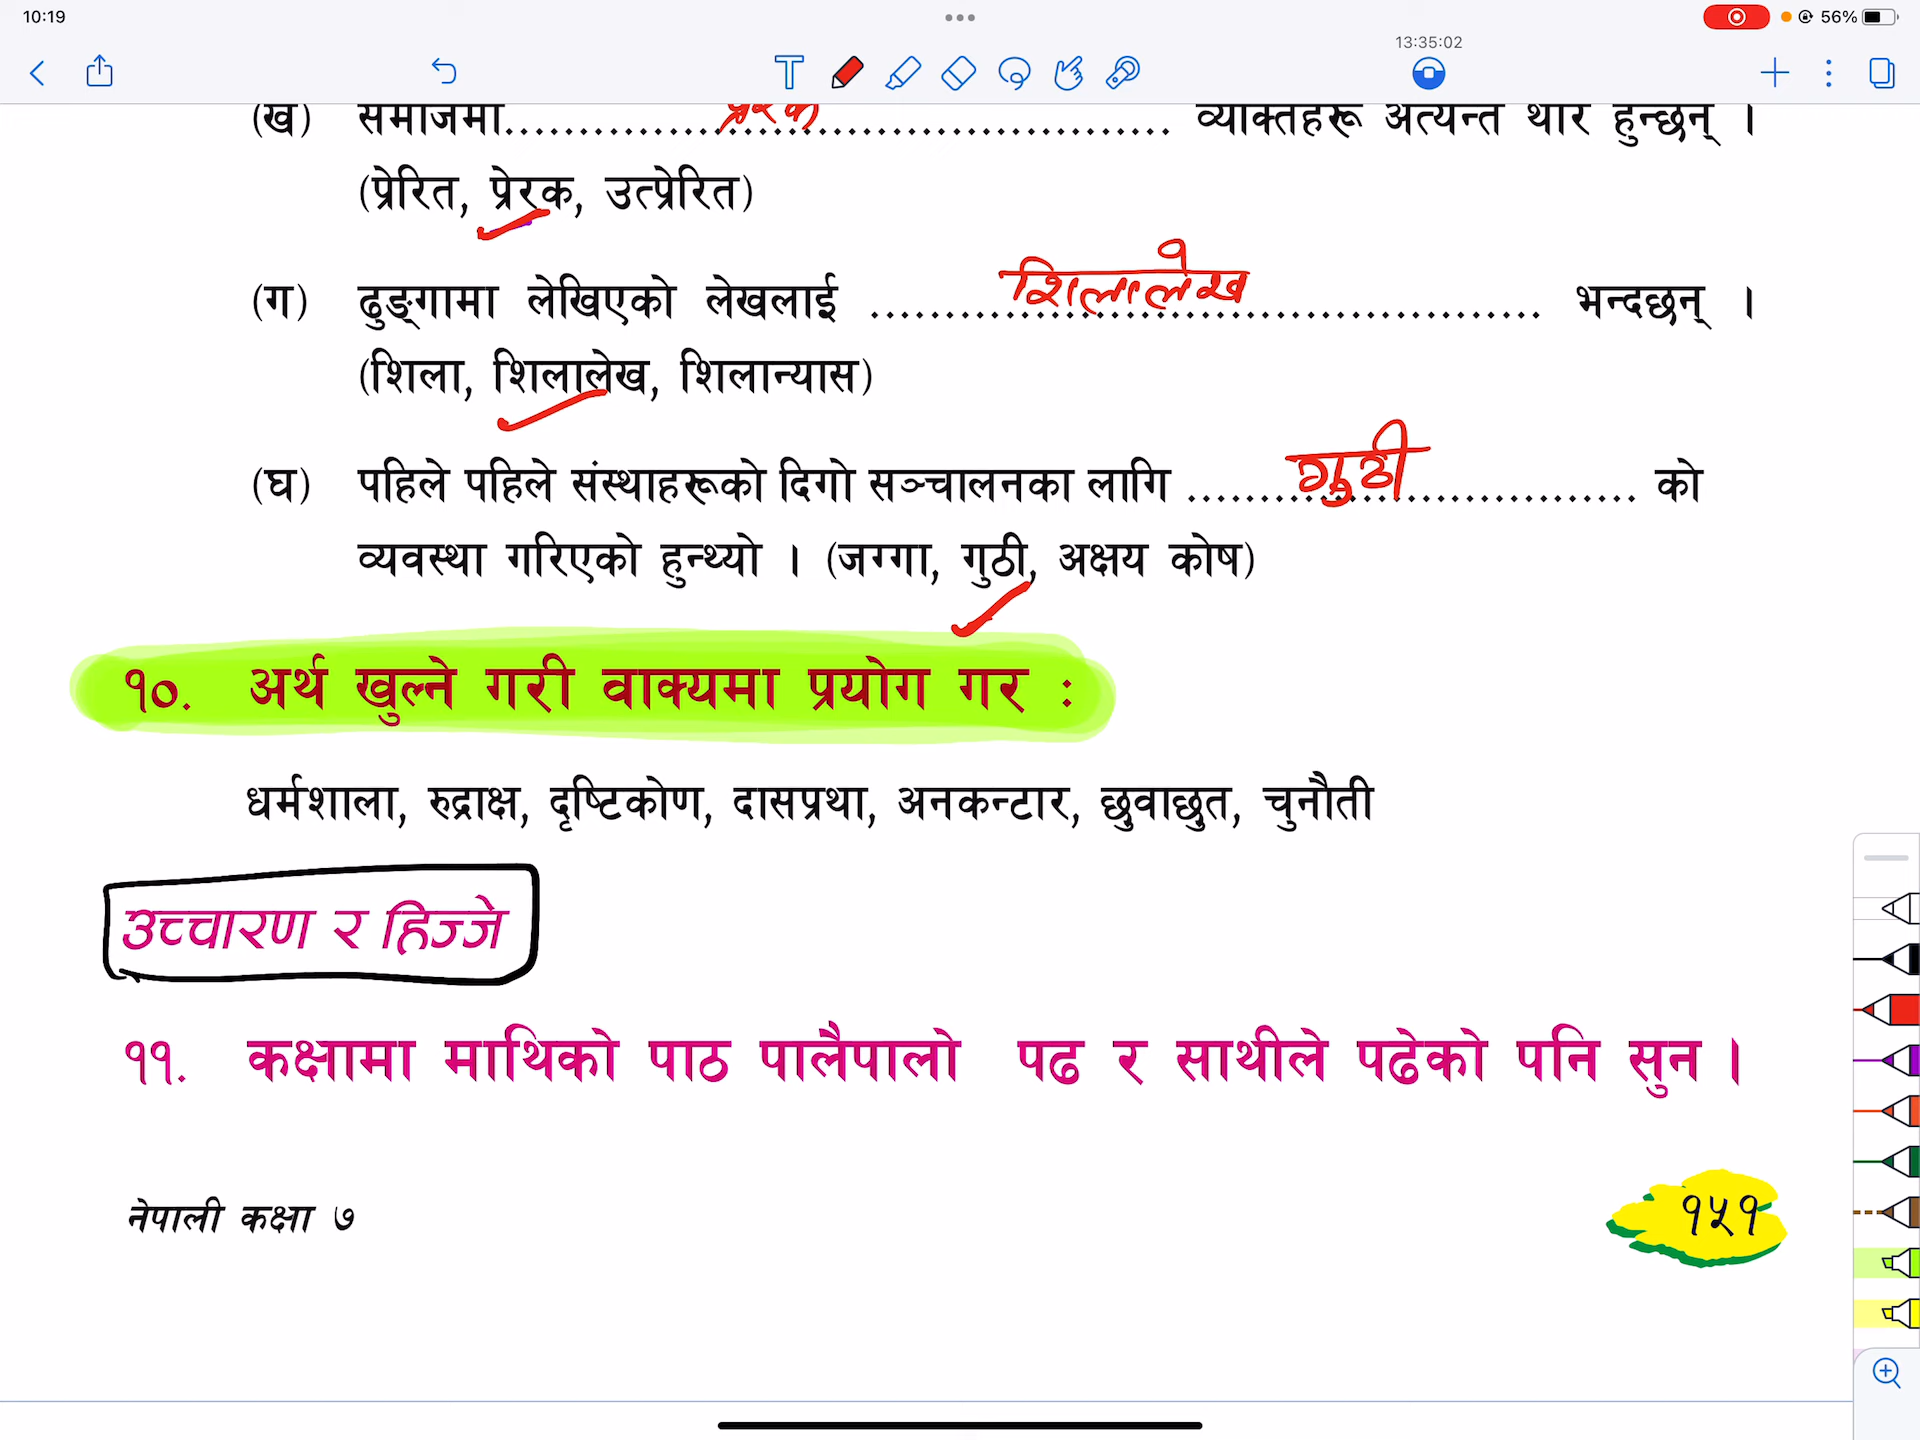 10:19
56%
13:35:02
(ख) समाजमा.......... प्रेरक .......... व्यक्तिहरू अत्यन्त थोरै हुन्छन् ।
(प्रेरित, प्रेरक, उत्प्रेरित)
(ग) ढुङ्गामा लेखिएको लेखलाई .......... शिलालेख .......... भन्दछन् ।
(शिला, शिलालेख, शिलान्यास)
(घ) पहिले पहिले संस्थाहरूको दिगो सञ्चालनका लागि .......... गुठी .......... को
व्यवस्था गरिएको हुन्थ्यो । (जग्गा, गुठी, अक्षय कोष)
१०. अर्थ खुल्ने गरी वाक्यमा प्रयोग गर :
धर्मशाला, रुद्राक्ष, दृष्टिकोण, दासप्रथा, अनकन्टार, छुवाछुत, चुनौती
उच्चारण र हिज्जे
११. कक्षामा माथिको पाठ पालैपालो पढ र साथीले पढेको पनि सुन ।
नेपाली कक्षा ७
१५१